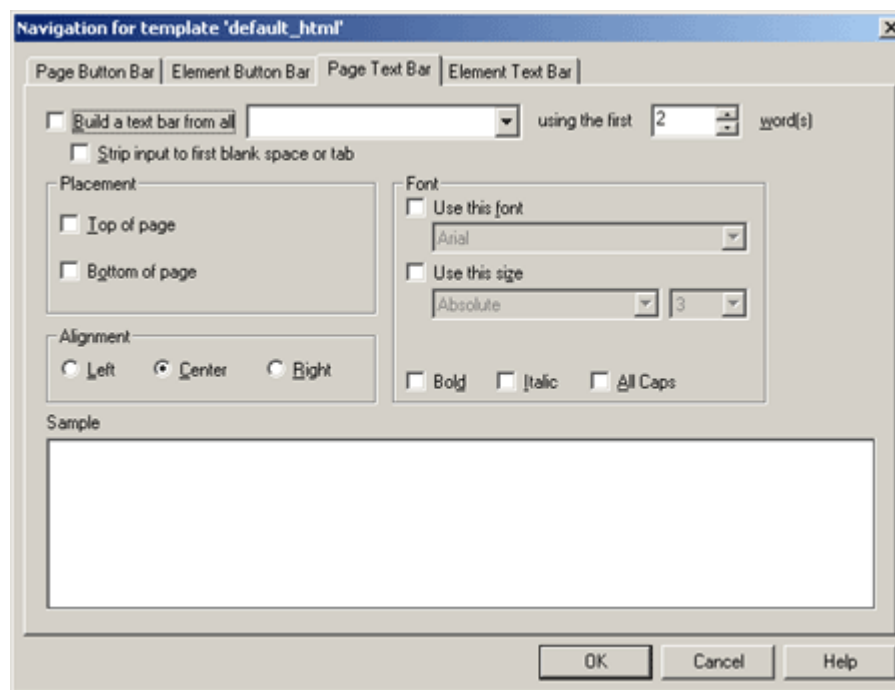 Navigation for template 'default_html'
Page Button Bar Element Button Bar Page Text Bar Element Text Bar
Build a text bar from all using the first 2 word(s)
Strip input to first blank space or tab
Placement
Top of page
Bottom of page
Font
Use this font
Arial
Use this size
Absolute 3
Bold Italic All Caps
Alignment
Left Center Right
Sample
OK Cancel Help